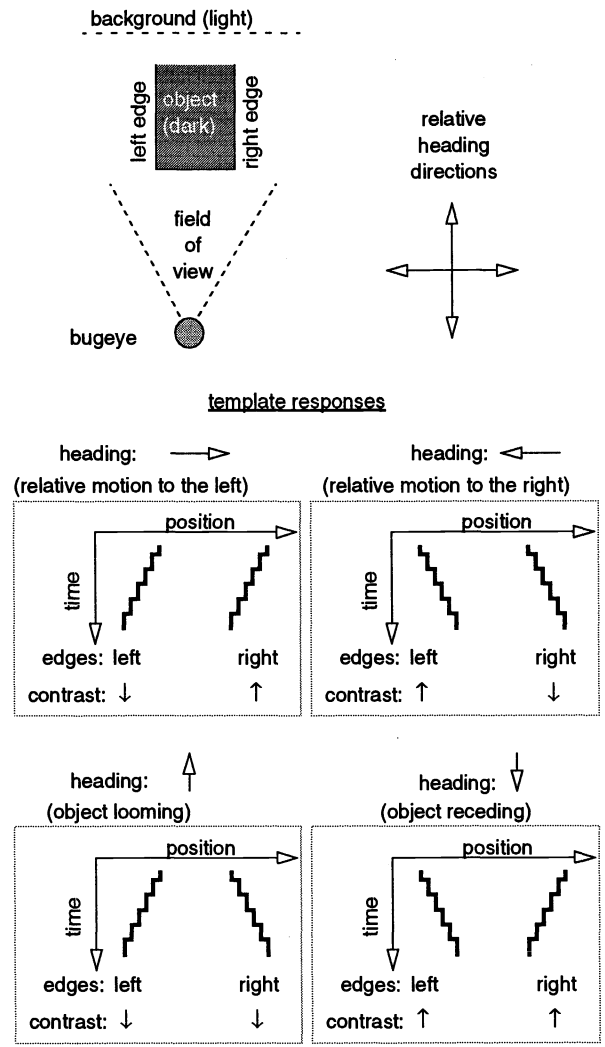 background (light)
left edge
object
(dark)
right edge
field
of
view
bugeye
relative
heading
directions
template responses
heading:
(relative motion to the left)
position
time
edges: left right
contrast: ↓ ↑
heading:
(relative motion to the right)
position
time
edges: left right
contrast: ↑ ↓
heading:
(object looming)
position
time
edges: left right
contrast: ↓ ↓
heading:
(object receding)
position
time
edges: left right
contrast: ↑ ↑